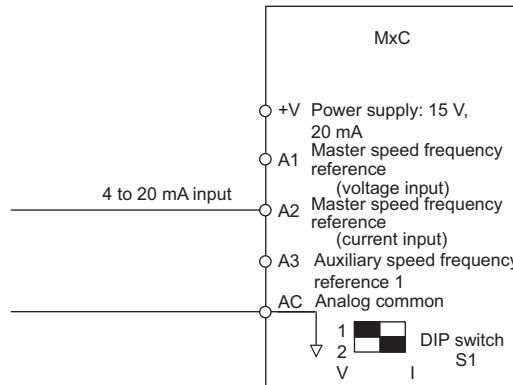 MxC
+V Power supply: 15 V,
20 mA
A1 Master speed frequency
reference
(voltage input)
4 to 20 mA input
A2 Master speed frequency
reference
(current input)
A3 Auxiliary speed frequency
reference 1
AC Analog common
1
2
DIP switch
S1
V I